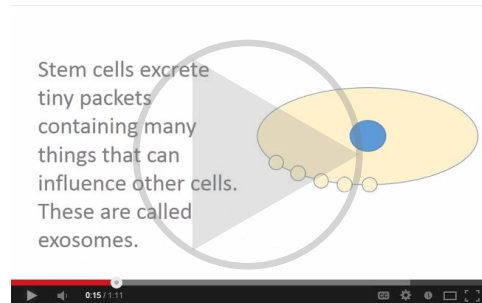 Stem cells excrete
tiny packets
containing many
things that can
influence other cells.
These are called
exosomes.
0:15 / 1:11